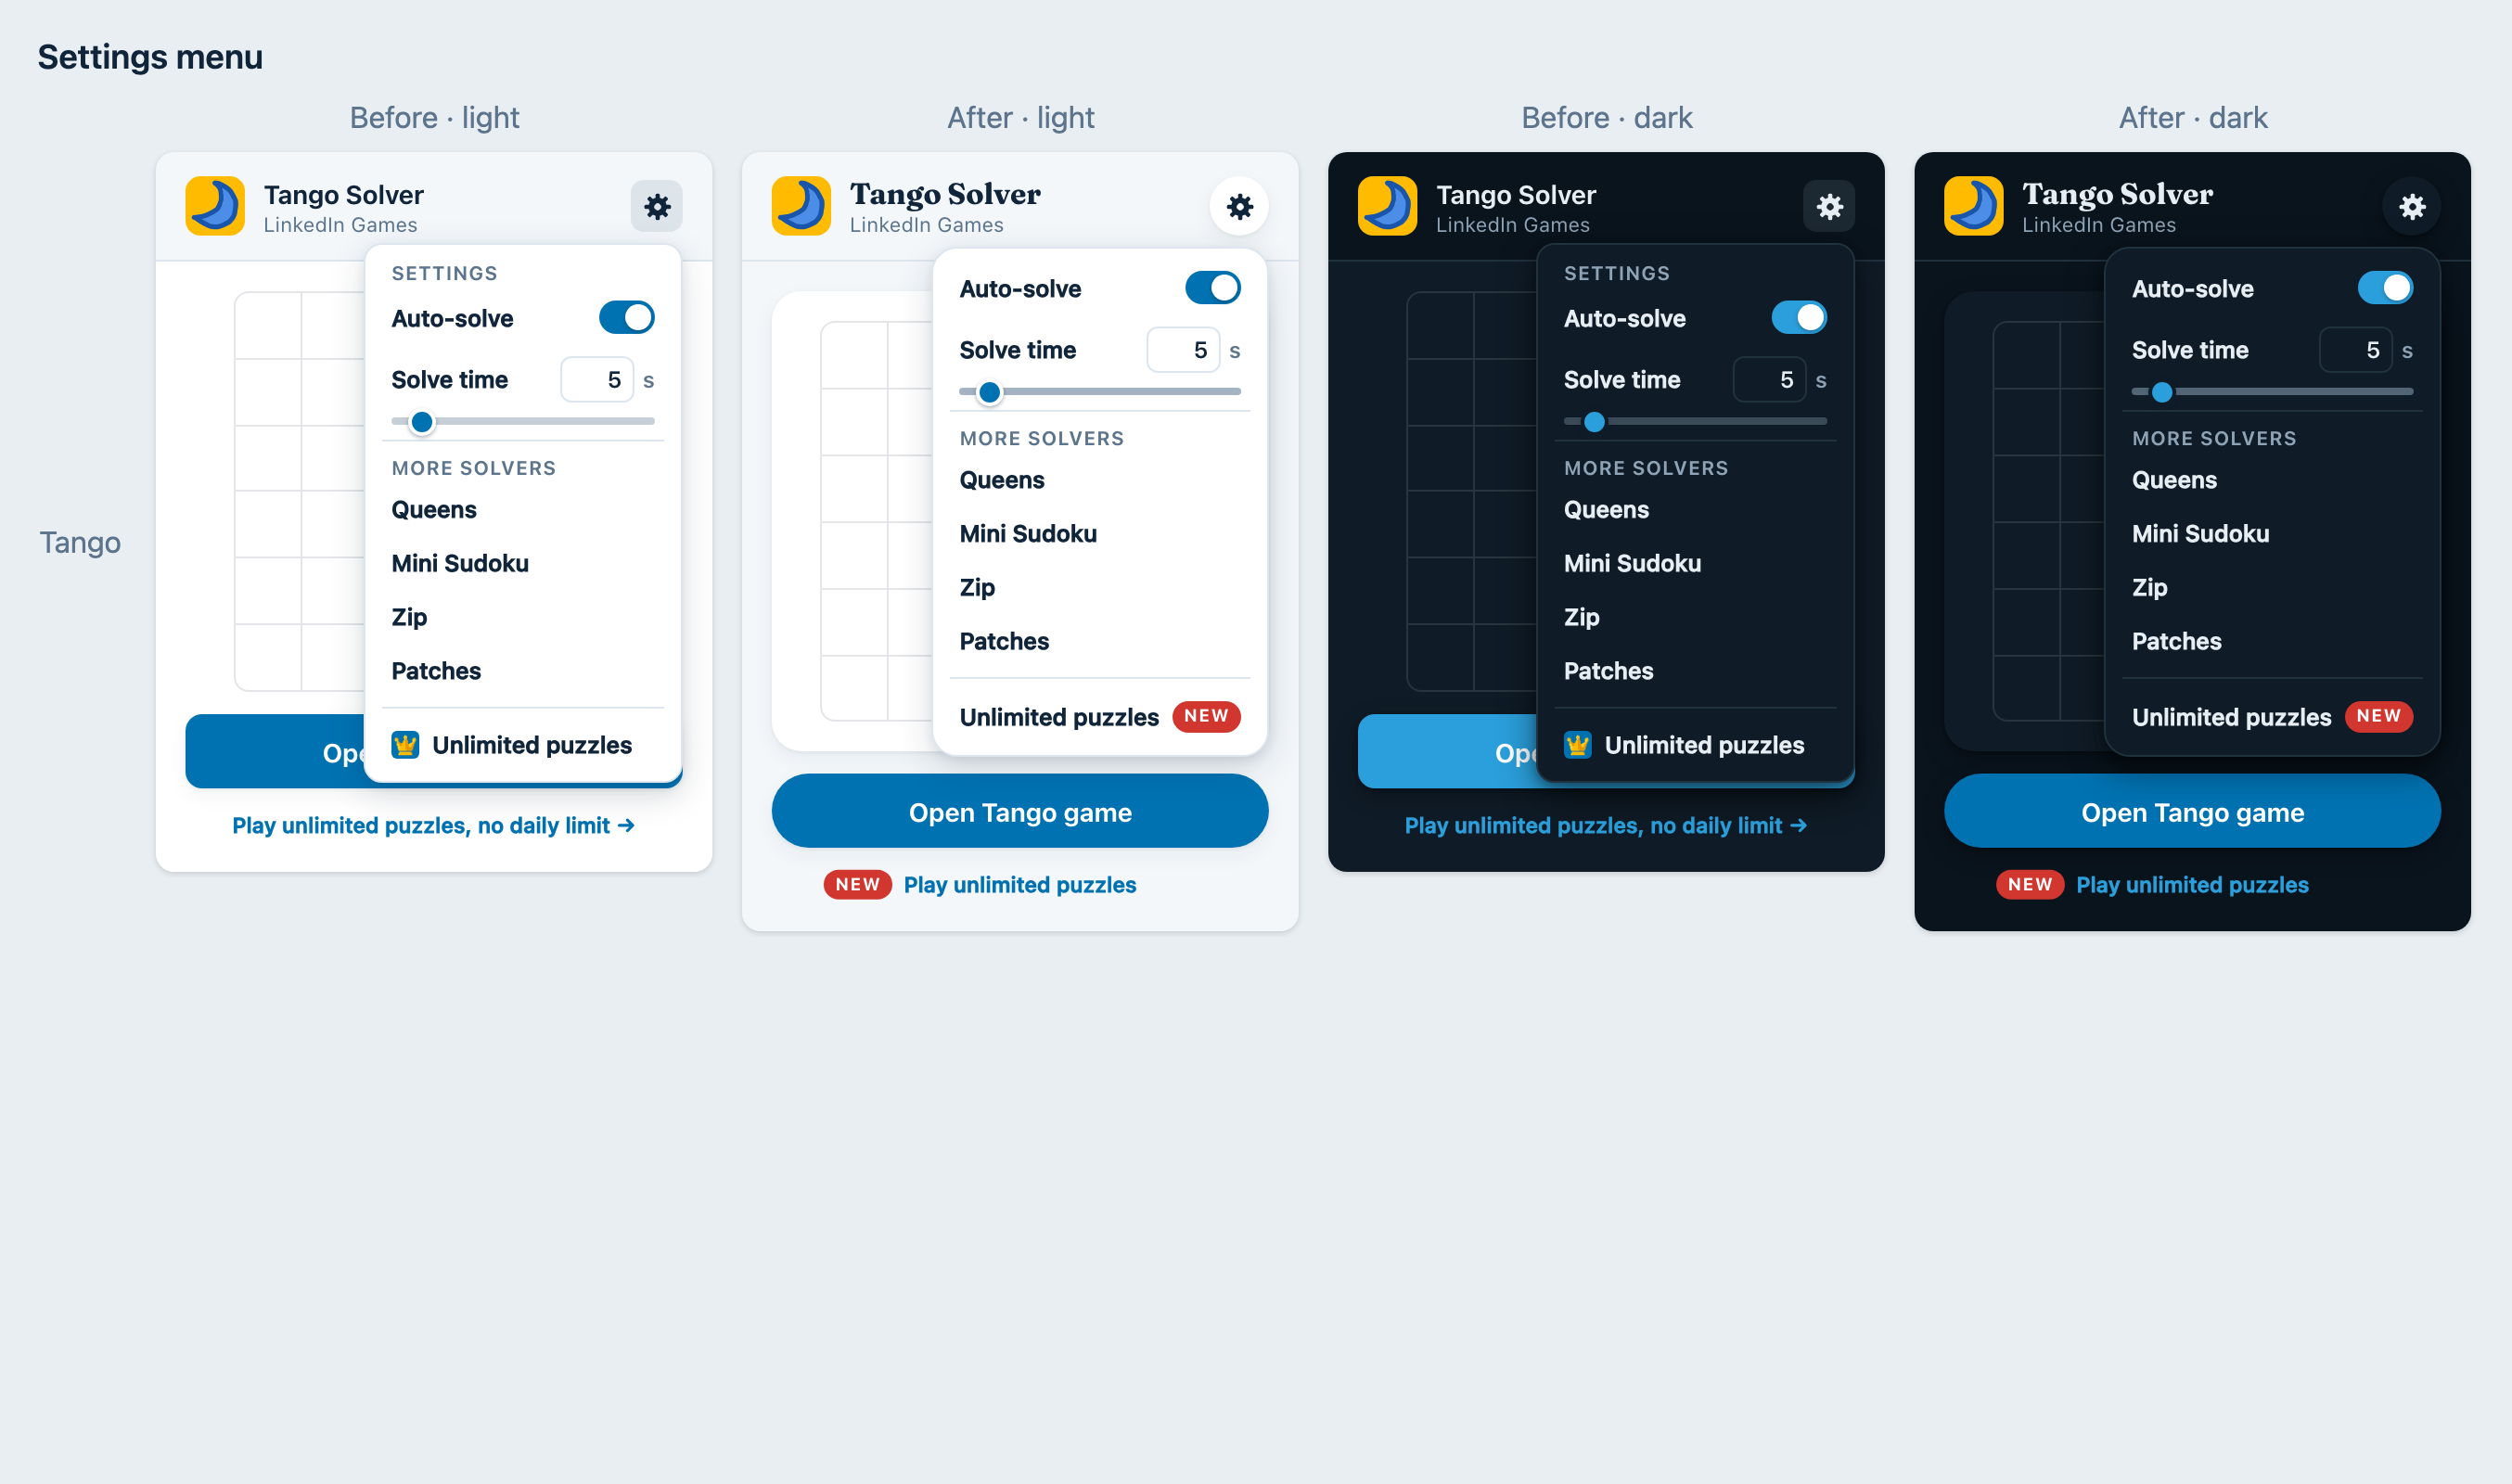 Settings menu
Before · light
After · light
Before · dark
After · dark
Tango
Tango Solver
LinkedIn Games
SETTINGS
Auto-solve
Solve time 5 s
MORE SOLVERS
Queens
Mini Sudoku
Zip
Patches
Unlimited puzzles
Ope
Play unlimited puzzles, no daily limit →
Tango Solver
LinkedIn Games
Auto-solve
Solve time 5 s
MORE SOLVERS
Queens
Mini Sudoku
Zip
Patches
Unlimited puzzles NEW
Open Tango game
NEW Play unlimited puzzles
Tango Solver
LinkedIn Games
SETTINGS
Auto-solve
Solve time 5 s
MORE SOLVERS
Queens
Mini Sudoku
Zip
Patches
Unlimited puzzles
Ope
Play unlimited puzzles, no daily limit →
Tango Solver
LinkedIn Games
Auto-solve
Solve time 5 s
MORE SOLVERS
Queens
Mini Sudoku
Zip
Patches
Unlimited puzzles NEW
Open Tango game
NEW Play unlimited puzzles